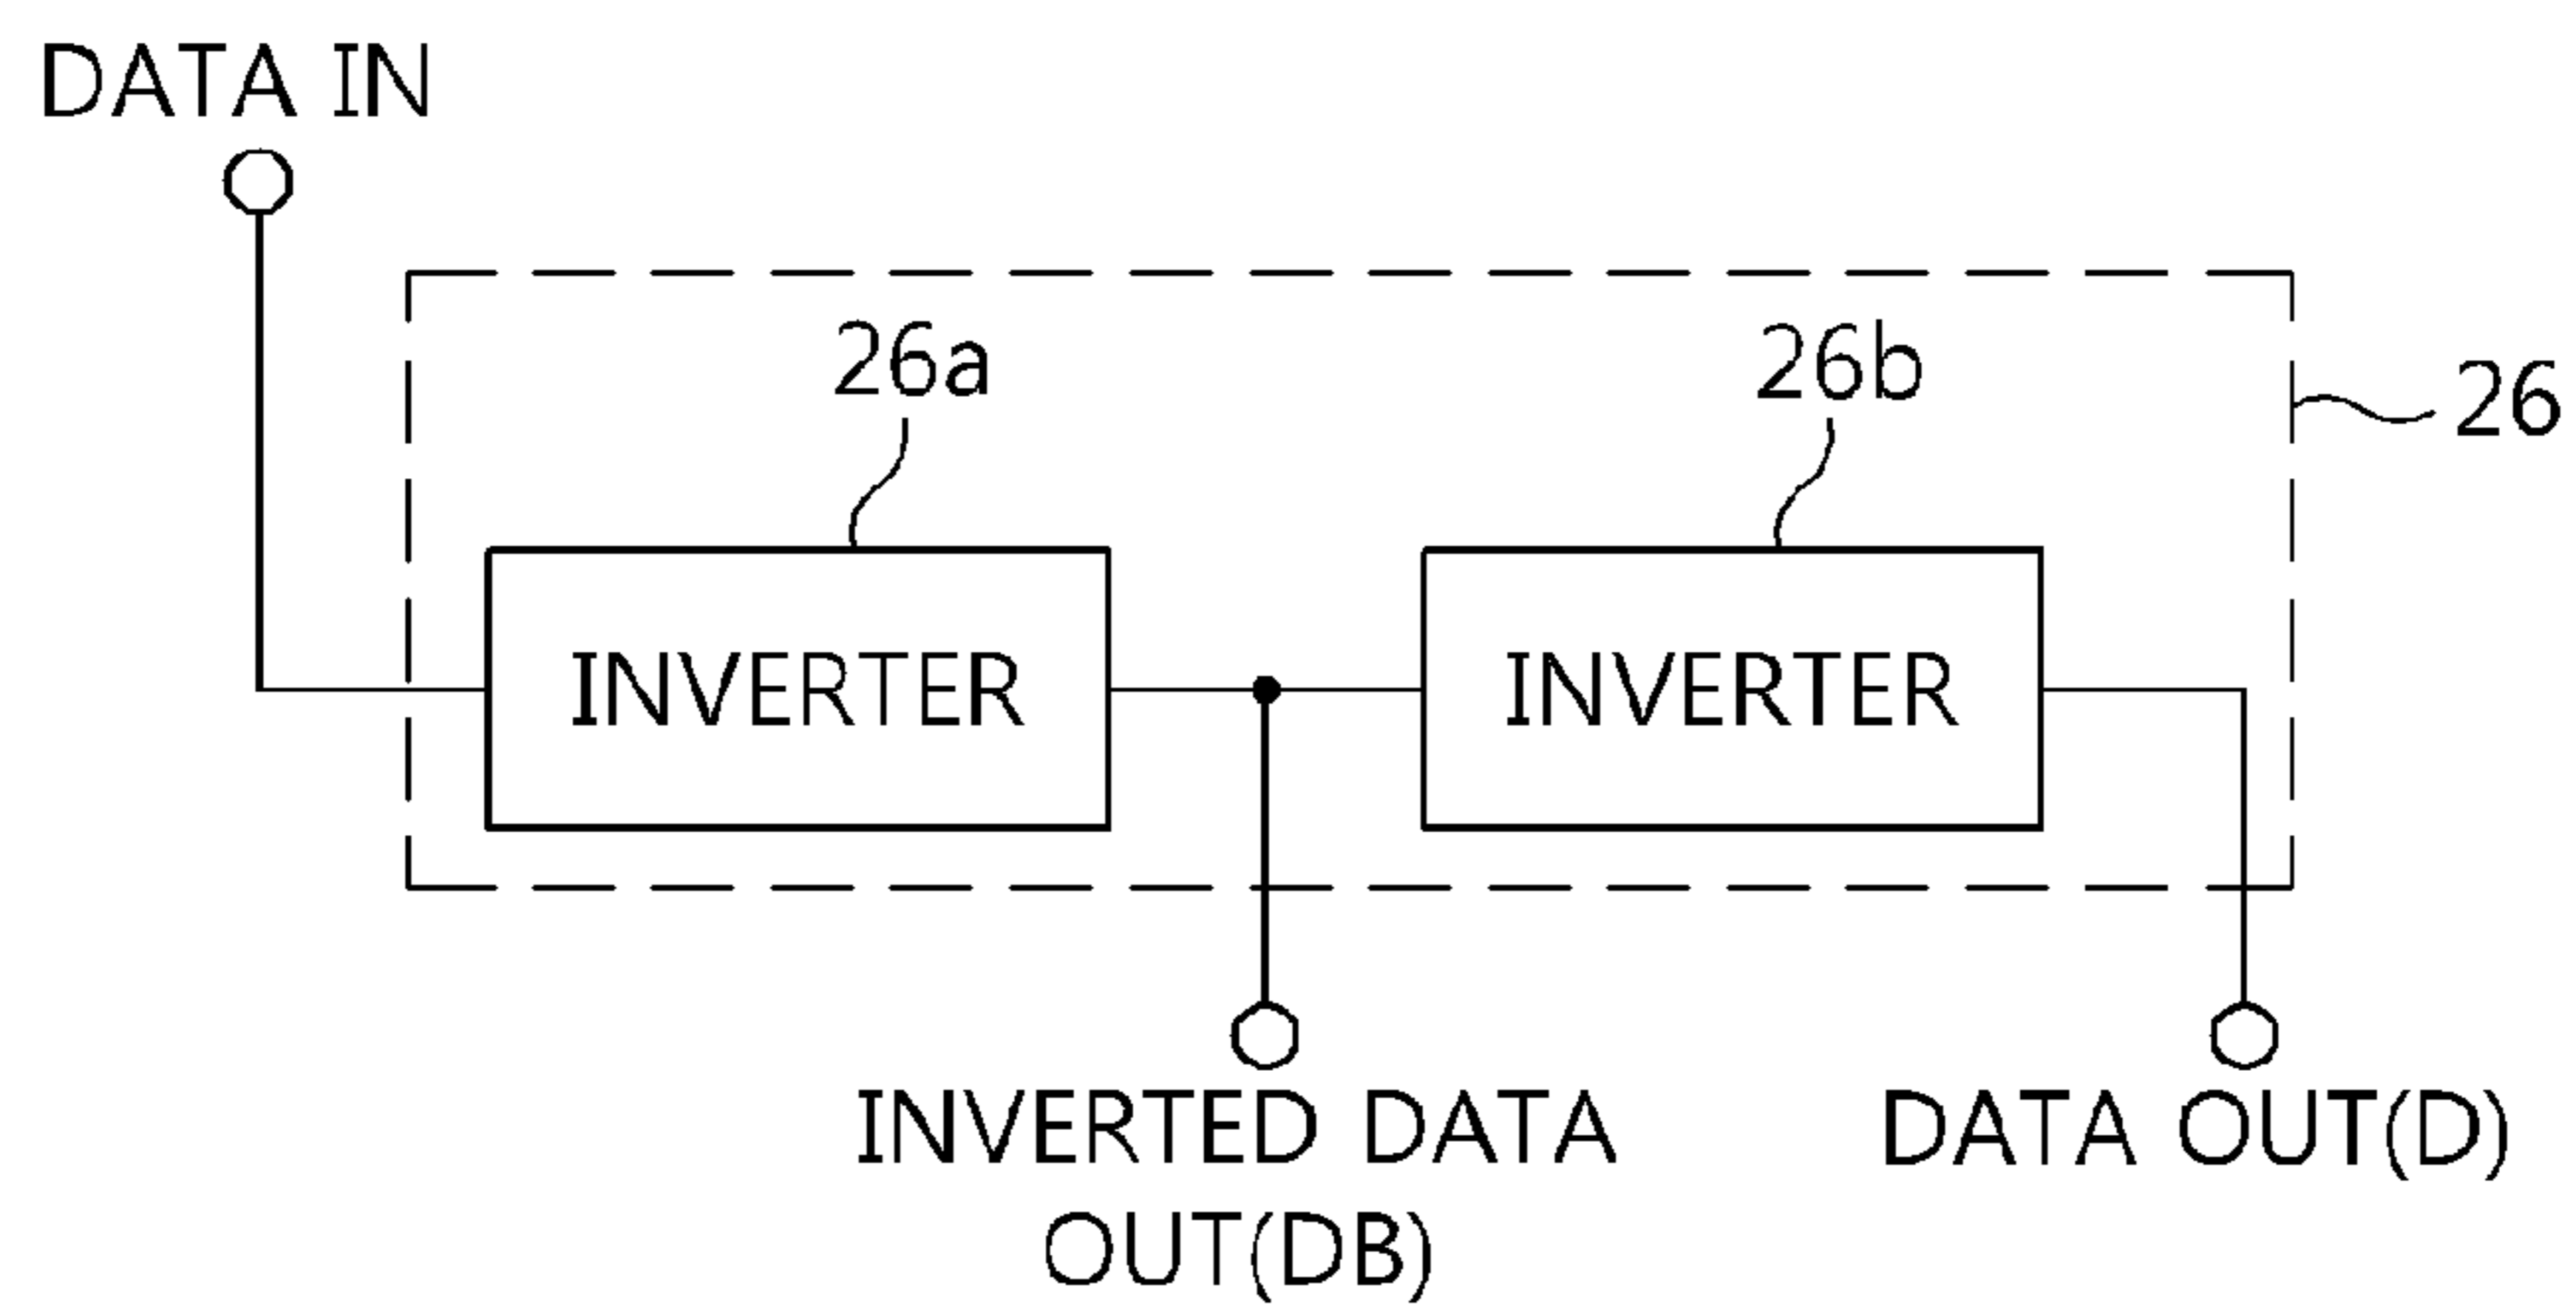 DATA IN
26a
26b
26
INVERTER
INVERTER
INVERTED DATA
OUT(DB)
DATA OUT(D)